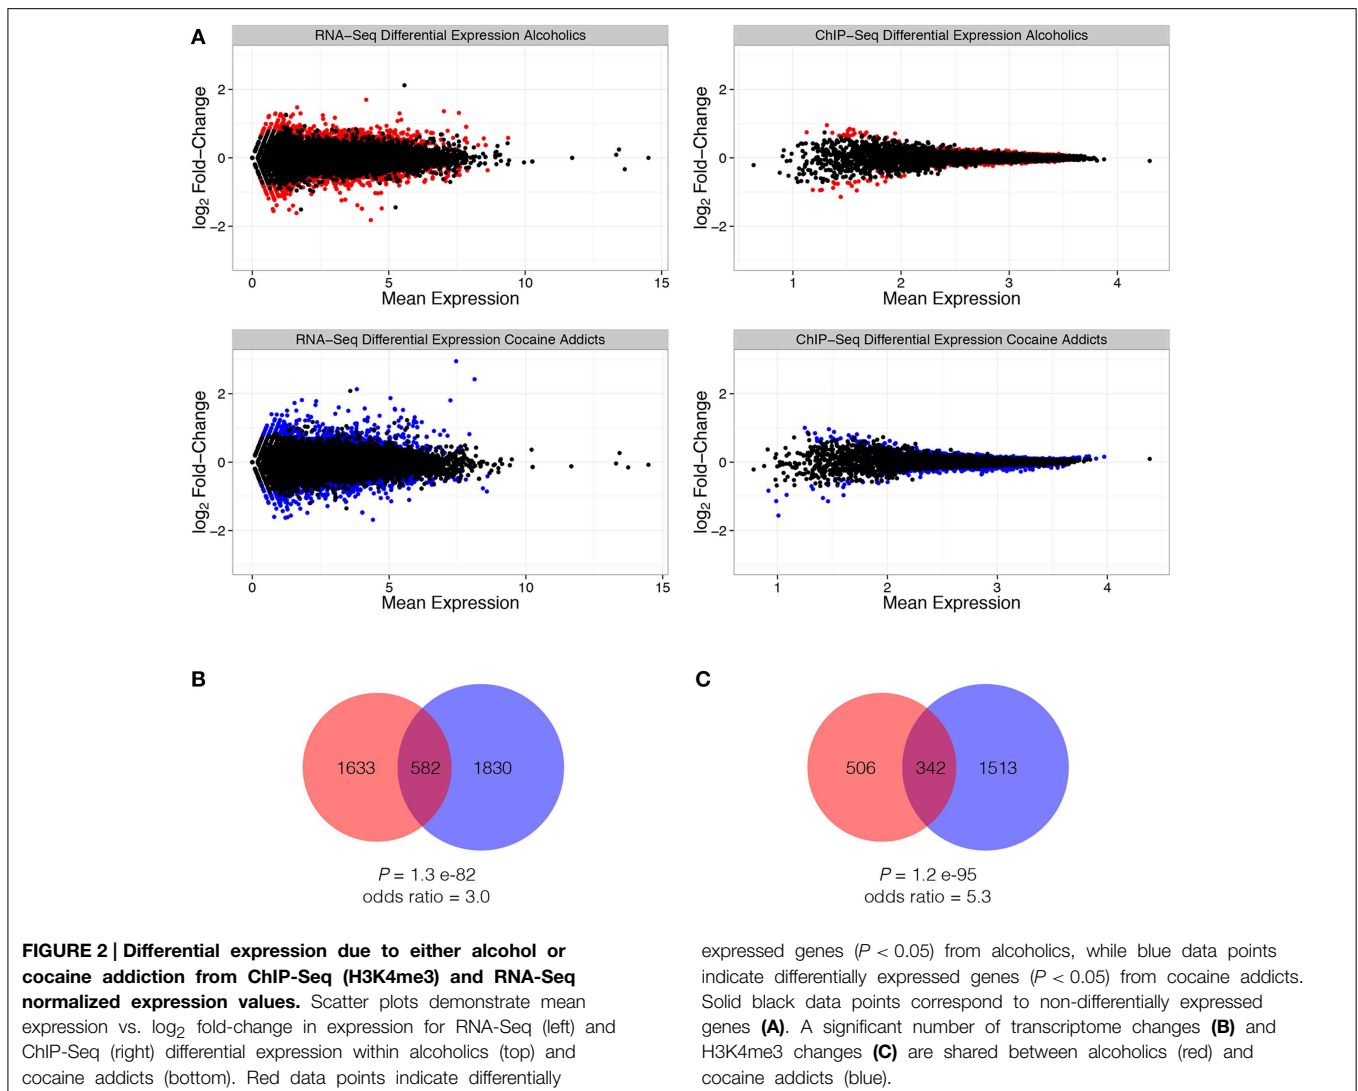 A
RNA−Seq Differential Expression Alcoholics
log2 Fold−Change
2
0
−2
0 5 10 15
Mean Expression
ChIP−Seq Differential Expression Alcoholics
log2 Fold−Change
2
0
−2
1 2 3 4
Mean Expression
RNA−Seq Differential Expression Cocaine Addicts
log2 Fold−Change
2
0
−2
0 5 10 15
Mean Expression
ChIP−Seq Differential Expression Cocaine Addicts
log2 Fold−Change
2
0
−2
1 2 3 4
Mean Expression
B
1633 582 1830
P = 1.3 e-82
odds ratio = 3.0
C
506 342 1513
P = 1.2 e-95
odds ratio = 5.3
FIGURE 2 | Differential expression due to either alcohol or
cocaine addiction from ChIP-Seq (H3K4me3) and RNA-Seq
normalized expression values. Scatter plots demonstrate mean
expression vs. log2 fold-change in expression for RNA-Seq (left) and
ChIP-Seq (right) differential expression within alcoholics (top) and
cocaine addicts (bottom). Red data points indicate differentially
expressed genes (P < 0.05) from alcoholics, while blue data points
indicate differentially expressed genes (P < 0.05) from cocaine addicts.
Solid black data points correspond to non-differentially expressed
genes (A). A significant number of transcriptome changes (B) and
H3K4me3 changes (C) are shared between alcoholics (red) and
cocaine addicts (blue).